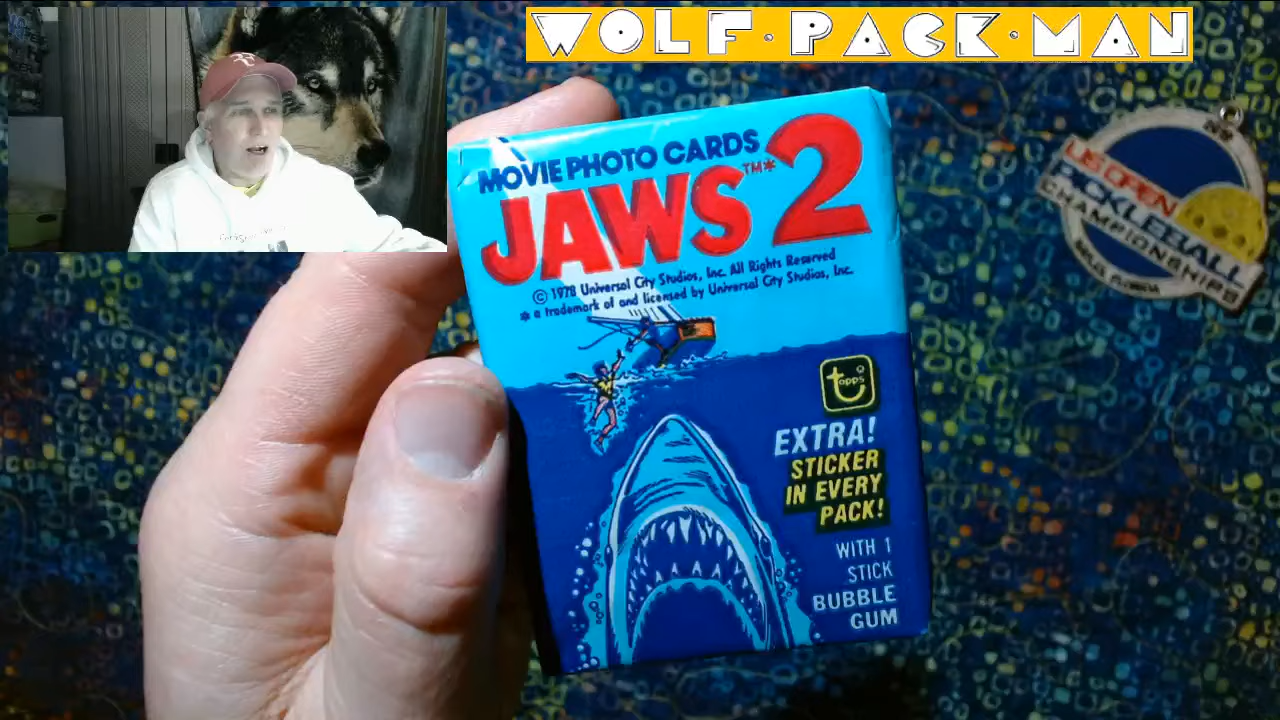 WOLF·PACK·MAN
MOVIE PHOTO CARDS
JAWS™* 2
© 1978 Universal City Studios, Inc. All Rights Reserved
* a trademark of and licensed by Universal City Studios, Inc.
topps
EXTRA!
STICKER
IN EVERY
PACK!
WITH 1
STICK
BUBBLE
GUM
US OPEN
PICKLEBALL
CHAMPIONSHIPS